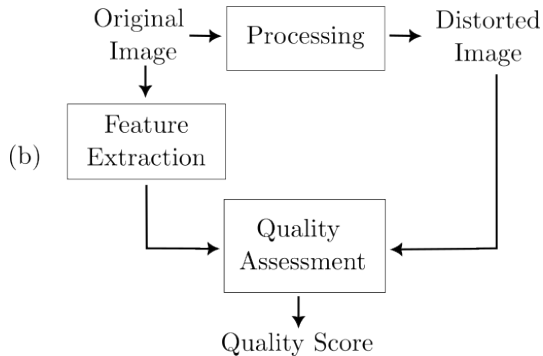 Original
Image
Processing
Distorted
Image
(b)
Feature
Extraction
Quality
Assessment
Quality Score